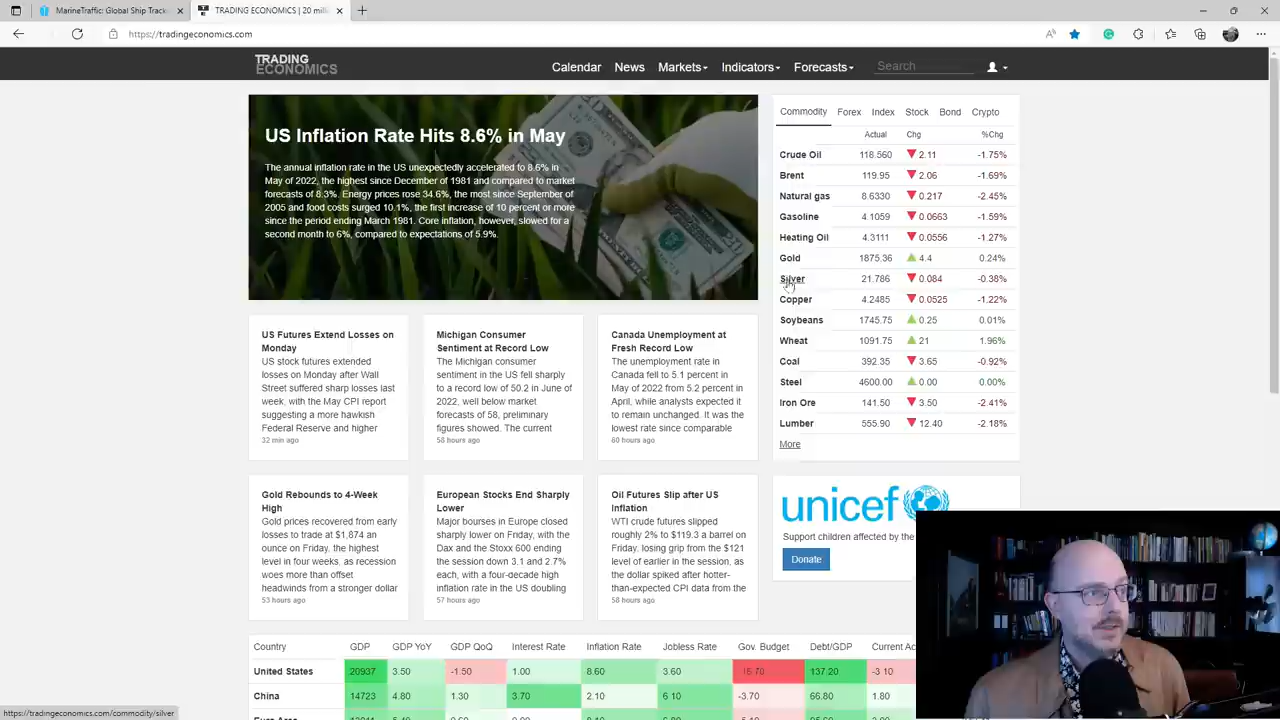 MarineTraffic: Global Ship Track
TRADING ECONOMICS | 20 milli
https://tradingeconomics.com
TRADING
ECONOMICS
Calendar News Markets Indicators Forecasts Search
US Inflation Rate Hits 8.6% in May
The annual inflation rate in the US unexpectedly accelerated to 8.6% in
May of 2022, the highest since December of 1981 and compared to market
forecasts of 8.3%. Energy prices rose 34.6%, the most since September of
2005 and food costs surged 10.1%, the first increase of 10 percent or more
since the period ending March 1981. Core inflation, however, slowed for a
second month to 6%, compared to expectations of 5.9%.
Commodity Forex Index Stock Bond Crypto
Actual Chg %Chg
Crude Oil 118.560 2.11 -1.75%
Brent 119.95 2.06 -1.69%
Natural gas 8.6330 0.217 -2.45%
Gasoline 4.1059 0.0663 -1.59%
Heating Oil 4.3111 0.0556 -1.27%
Gold 1875.36 4.4 0.24%
Silver 21.786 0.084 -0.38%
Copper 4.2485 0.0525 -1.22%
Soybeans 1745.75 0.25 0.01%
Wheat 1091.75 21 1.96%
Coal 392.35 3.65 -0.92%
Steel 4600.00 0.00 0.00%
Iron Ore 141.50 3.50 -2.41%
Lumber 555.90 12.40 -2.18%
More
US Futures Extend Losses on
Monday
US stock futures extended
losses on Monday after Wall
Street suffered sharp losses last
week, with the May CPI report
suggesting a more hawkish
Federal Reserve and higher
32 min ago
Michigan Consumer
Sentiment at Record Low
The Michigan consumer
sentiment in the US fell sharply
to a record low of 50.2 in June of
2022, well below market
forecasts of 58, preliminary
figures showed. The current
58 hours ago
Canada Unemployment at
Fresh Record Low
The unemployment rate in
Canada fell to 5.1 percent in
May of 2022 from 5.2 percent in
April, while analysts expected it
to remain unchanged. It was the
lowest rate since comparable
60 hours ago
Gold Rebounds to 4-Week
High
Gold prices recovered from early
losses to trade at $1,874 an
ounce on Friday, the highest
level in four weeks, as recession
woes more than offset
headwinds from a stronger dollar
53 hours ago
European Stocks End Sharply
Lower
Major bourses in Europe closed
sharply lower on Friday, with the
Dax and the Stoxx 600 ending
the session down 3.1 and 2.7%
each, with a four-decade high
inflation rate in the US doubling
57 hours ago
Oil Futures Slip after US
Inflation
WTI crude futures slipped
roughly 2% to $119.3 a barrel on
Friday, losing grip from the $121
level of earlier in the session, as
the dollar spiked after hotter-
than-expected CPI data from the
58 hours ago
unicef
Support children affected by the
Donate
Country GDP GDP YoY GDP QoQ Interest Rate Inflation Rate Jobless Rate Gov. Budget Debt/GDP Current Ac
United States 20937 3.50 -1.50 1.00 8.60 3.60 137.20 -3.10
China 14723 4.80 1.30 3.70 2.10 6.10 -3.70 66.80 1.80
Euro Area
https://tradingeconomics.com/commodity/silver